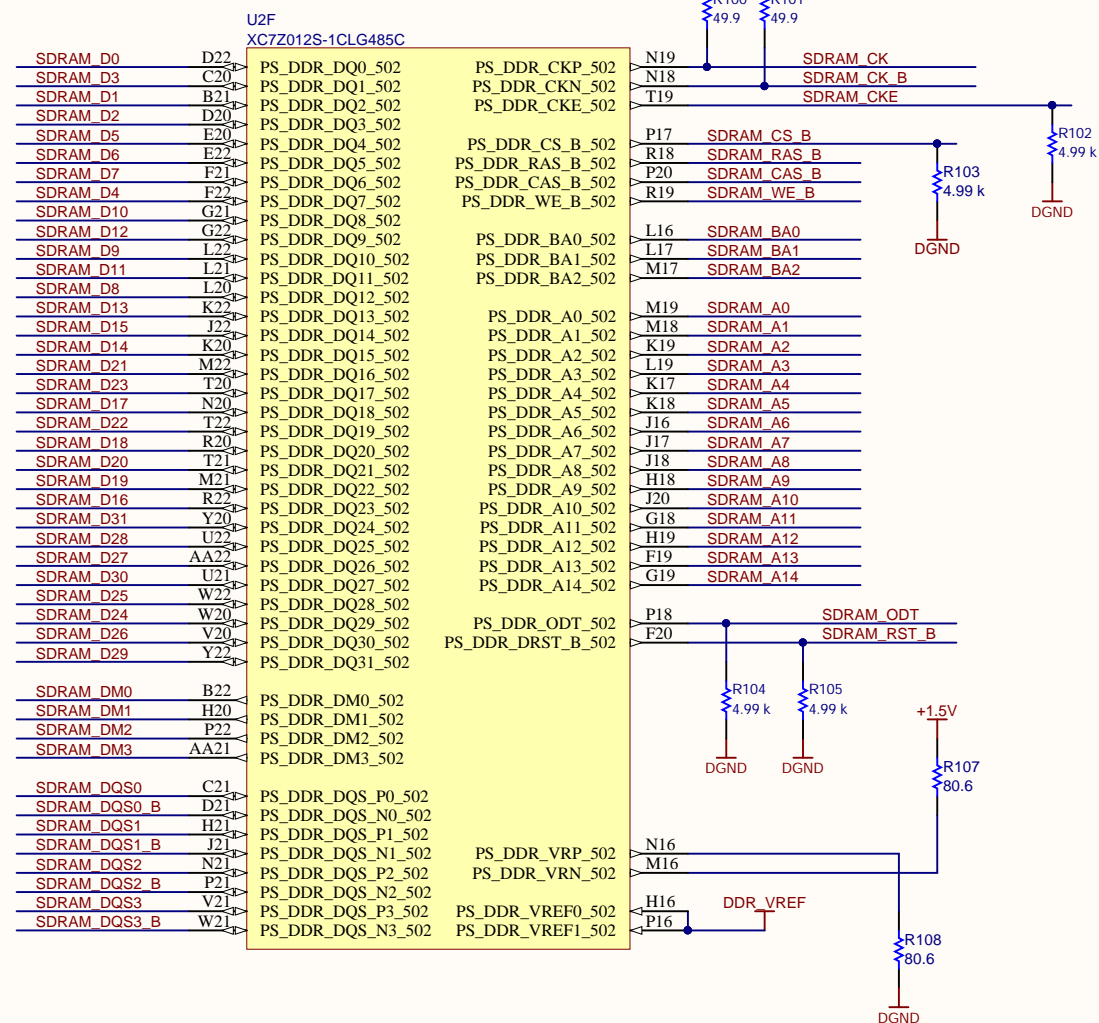 R100 R101
49.9 49.9
U2F
XC7Z012S-1CLG485C
SDRAM_D0 D22 PS_DDR_DQ0_502 PS_DDR_CKP_502 N19 SDRAM_CK
SDRAM_D3 C20 PS_DDR_DQ1_502 PS_DDR_CKN_502 N18 SDRAM_CK_B
SDRAM_D1 B21 PS_DDR_DQ2_502 PS_DDR_CKE_502 T19 SDRAM_CKE
SDRAM_D2 D20 PS_DDR_DQ3_502
R102
4.99 k
DGND
SDRAM_D5 E20 PS_DDR_DQ4_502 PS_DDR_CS_B_502 P17 SDRAM_CS_B
SDRAM_D6 E22 PS_DDR_DQ5_502 PS_DDR_RAS_B_502 R18 SDRAM_RAS_B
SDRAM_D7 F21 PS_DDR_DQ6_502 PS_DDR_CAS_B_502 P20 SDRAM_CAS_B
SDRAM_D4 F22 PS_DDR_DQ7_502 PS_DDR_WE_B_502 R19 SDRAM_WE_B
R103
4.99 k
DGND
SDRAM_D10 G21 PS_DDR_DQ8_502
SDRAM_D12 G22 PS_DDR_DQ9_502 PS_DDR_BA0_502 L16 SDRAM_BA0
SDRAM_D9 L22 PS_DDR_DQ10_502 PS_DDR_BA1_502 L17 SDRAM_BA1
SDRAM_D11 L21 PS_DDR_DQ11_502 PS_DDR_BA2_502 M17 SDRAM_BA2
SDRAM_D8 L20 PS_DDR_DQ12_502
SDRAM_D13 K22 PS_DDR_DQ13_502 PS_DDR_A0_502 M19 SDRAM_A0
SDRAM_D15 J22 PS_DDR_DQ14_502 PS_DDR_A1_502 M18 SDRAM_A1
SDRAM_D14 K20 PS_DDR_DQ15_502 PS_DDR_A2_502 K19 SDRAM_A2
SDRAM_D21 M22 PS_DDR_DQ16_502 PS_DDR_A3_502 L19 SDRAM_A3
SDRAM_D23 T20 PS_DDR_DQ17_502 PS_DDR_A4_502 K17 SDRAM_A4
SDRAM_D17 N20 PS_DDR_DQ18_502 PS_DDR_A5_502 K18 SDRAM_A5
SDRAM_D22 T22 PS_DDR_DQ19_502 PS_DDR_A6_502 J16 SDRAM_A6
SDRAM_D18 R20 PS_DDR_DQ20_502 PS_DDR_A7_502 J17 SDRAM_A7
SDRAM_D20 T21 PS_DDR_DQ21_502 PS_DDR_A8_502 J18 SDRAM_A8
SDRAM_D19 M21 PS_DDR_DQ22_502 PS_DDR_A9_502 H18 SDRAM_A9
SDRAM_D16 R22 PS_DDR_DQ23_502 PS_DDR_A10_502 J20 SDRAM_A10
SDRAM_D31 Y20 PS_DDR_DQ24_502 PS_DDR_A11_502 G18 SDRAM_A11
SDRAM_D28 U22 PS_DDR_DQ25_502 PS_DDR_A12_502 H19 SDRAM_A12
SDRAM_D27 AA22 PS_DDR_DQ26_502 PS_DDR_A13_502 F19 SDRAM_A13
SDRAM_D30 U21 PS_DDR_DQ27_502 PS_DDR_A14_502 G19 SDRAM_A14
SDRAM_D25 W22 PS_DDR_DQ28_502
SDRAM_D24 W20 PS_DDR_DQ29_502 PS_DDR_ODT_502 P18 SDRAM_ODT
SDRAM_D26 V20 PS_DDR_DQ30_502 PS_DDR_DRST_B_502 F20 SDRAM_RST_B
SDRAM_D29 Y22 PS_DDR_DQ31_502
R104 R105
4.99 k 4.99 k
DGND DGND
SDRAM_DM0 B22 PS_DDR_DM0_502
SDRAM_DM1 H20 PS_DDR_DM1_502
SDRAM_DM2 P22 PS_DDR_DM2_502
SDRAM_DM3 AA21 PS_DDR_DM3_502
+1.5V
R107
80.6
SDRAM_DQS0 C21 PS_DDR_DQS_P0_502
SDRAM_DQS0_B D21 PS_DDR_DQS_N0_502
SDRAM_DQS1 H21 PS_DDR_DQS_P1_502
SDRAM_DQS1_B J21 PS_DDR_DQS_N1_502 PS_DDR_VRP_502 N16
SDRAM_DQS2 N21 PS_DDR_DQS_P2_502 PS_DDR_VRN_502 M16
SDRAM_DQS2_B P21 PS_DDR_DQS_N2_502
SDRAM_DQS3 V21 PS_DDR_DQS_P3_502 PS_DDR_VREF0_502 H16 DDR_VREF
SDRAM_DQS3_B W21 PS_DDR_DQS_N3_502 PS_DDR_VREF1_502 P16
R108
80.6
DGND